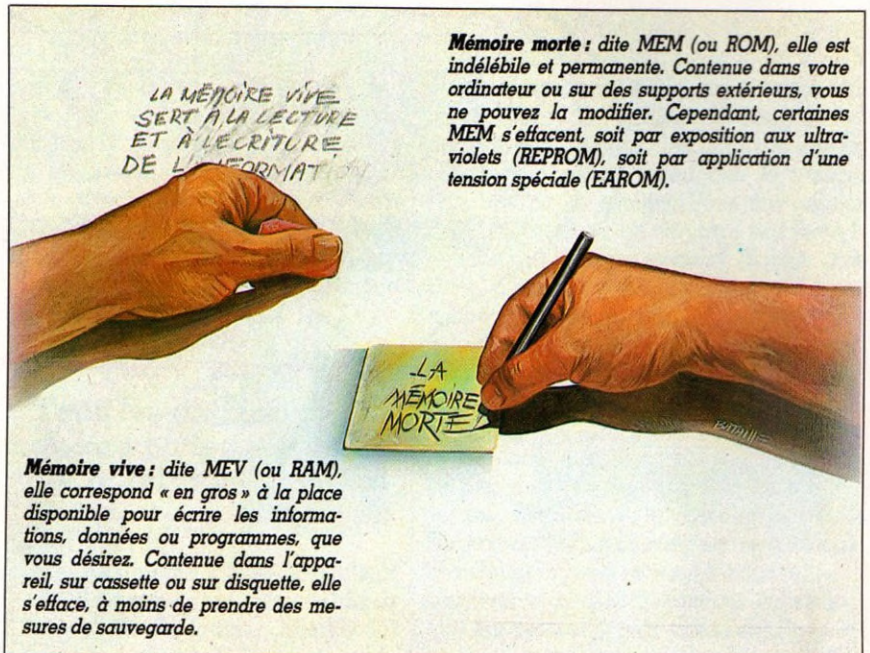 LA MÉMOIRE VIVE
SERT A LA LECTURE
ET À LECRITURE
DE L'INFORMATION
Mémoire morte : dite MEM (ou ROM), elle est
indélébile et permanente. Contenue dans votre
ordinateur ou sur des supports extérieurs, vous
ne pouvez la modifier. Cependant, certaines
MEM s'effacent, soit par exposition aux ultra-
violets (REPROM), soit par application d'une
tension spéciale (EAROM).
LA
MÉMOIRE
MORTE
Mémoire vive : dite MEV (ou RAM),
elle correspond « en gros » à la place
disponible pour écrire les informa-
tions, données ou programmes, que
vous désirez. Contenue dans l'appa-
reil, sur cassette ou sur disquette, elle
s'efface, à moins de prendre des me-
sures de sauvegarde.